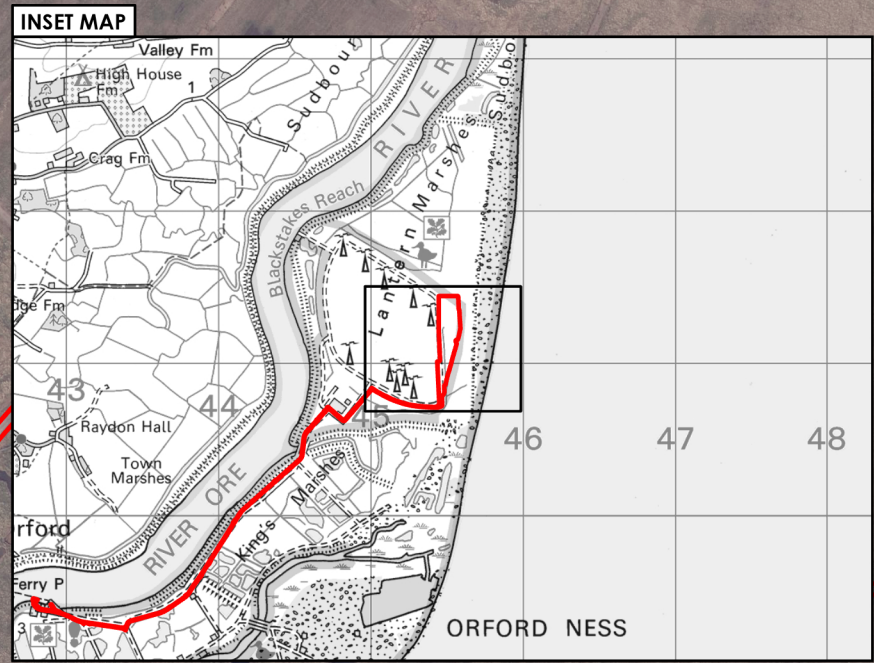 INSET MAP
Valley Fm
High House
Fm
1
Sudbour
RIVER
Sudbo
Crag Fm
Blackstakes Reach
Lantern Marshes
dge Fm
43
44
45
46
47
48
Raydon Hall
Town
Marshes
RIVER ORE
King's Marshes
rford
Ferry P
3
ORFORD NESS